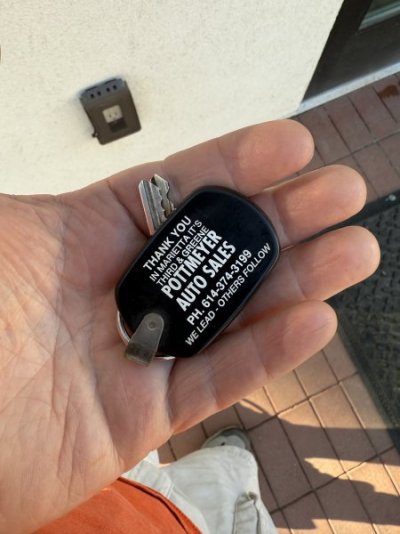 THANK YOU
IN MARIETTA IT'S
THIRD & GREENE
POTTMEYER
AUTO SALES
PH. 614-374-3199
WE LEAD - OTHERS FOLLOW